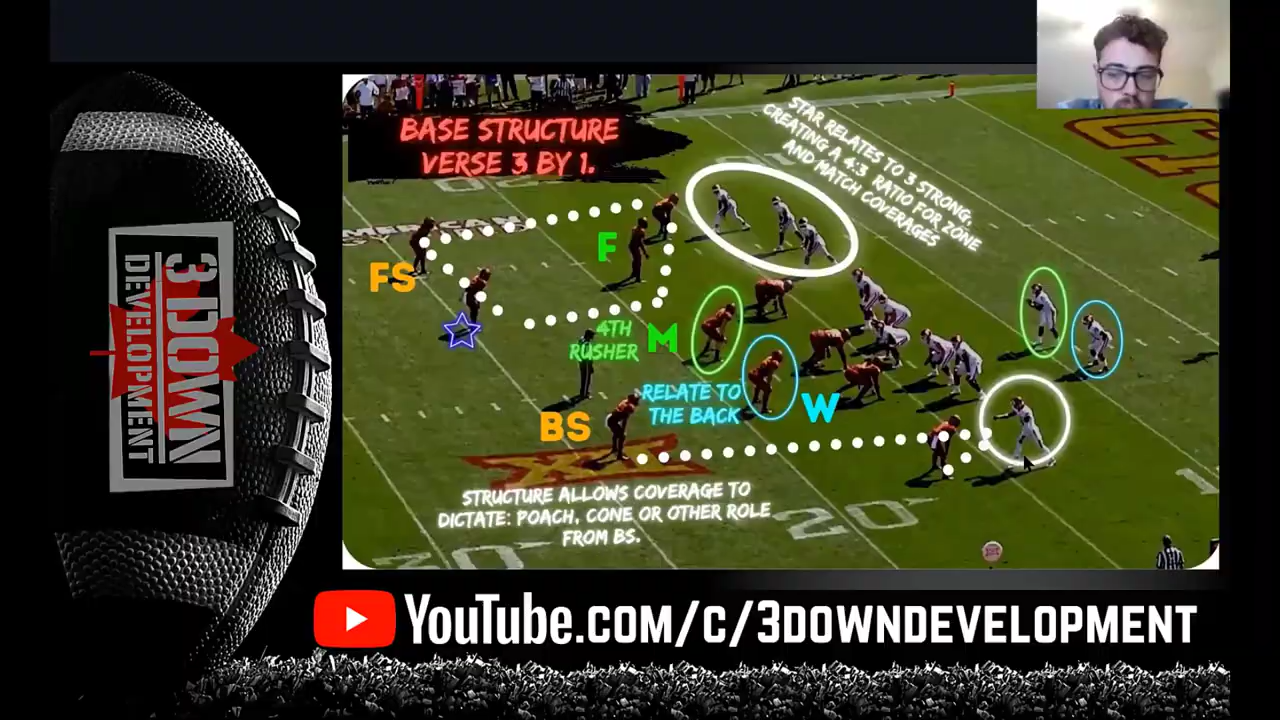 BASE STRUCTURE
VERSE 3 BY 1.
STAR RELATES TO 3 STRONG,
CREATING A 4:3 RATIO FOR ZONE
AND MATCH COVERAGES
F
FS
4TH
RUSHER
M
RELATE TO
THE BACK
W
BS
STRUCTURE ALLOWS COVERAGE TO
DICTATE: POACH, CONE OR OTHER ROLE
FROM BS.
20
3DOWN
DEVELOPMENT
YouTube.com/c/3DOWNDEVELOPMENT